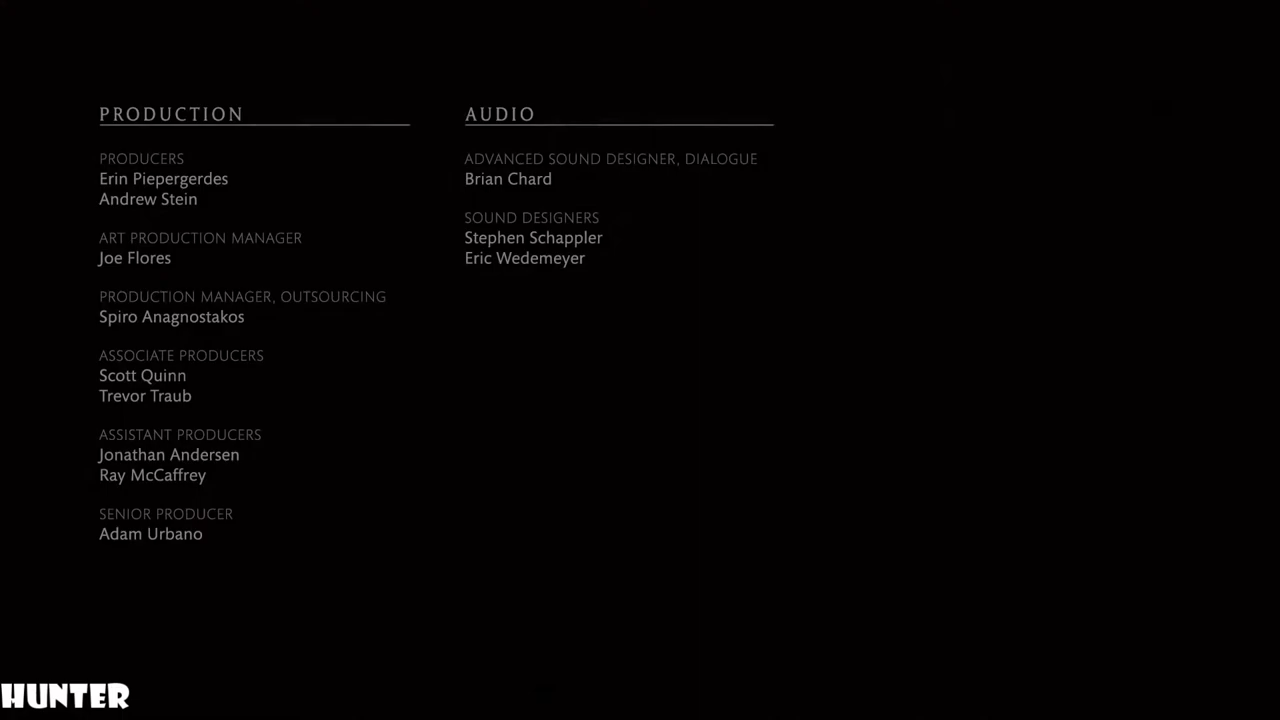 PRODUCTION
PRODUCERS
Erin Piepergerdes
Andrew Stein
ART PRODUCTION MANAGER
Joe Flores
PRODUCTION MANAGER, OUTSOURCING
Spiro Anagnostakos
ASSOCIATE PRODUCERS
Scott Quinn
Trevor Traub
ASSISTANT PRODUCERS
Jonathan Andersen
Ray McCaffrey
SENIOR PRODUCER
Adam Urbano
AUDIO
ADVANCED SOUND DESIGNER, DIALOGUE
Brian Chard
SOUND DESIGNERS
Stephen Schappler
Eric Wedemeyer
HUNTER